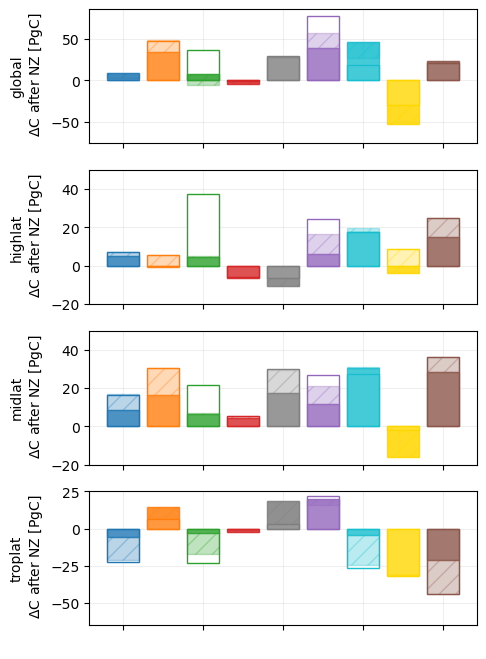 global
ΔC after NZ [PgC]
50
0
−50
highlat
ΔC after NZ [PgC]
40
20
0
−20
midlat
ΔC after NZ [PgC]
40
20
0
−20
troplat
ΔC after NZ [PgC]
25
0
−25
−50